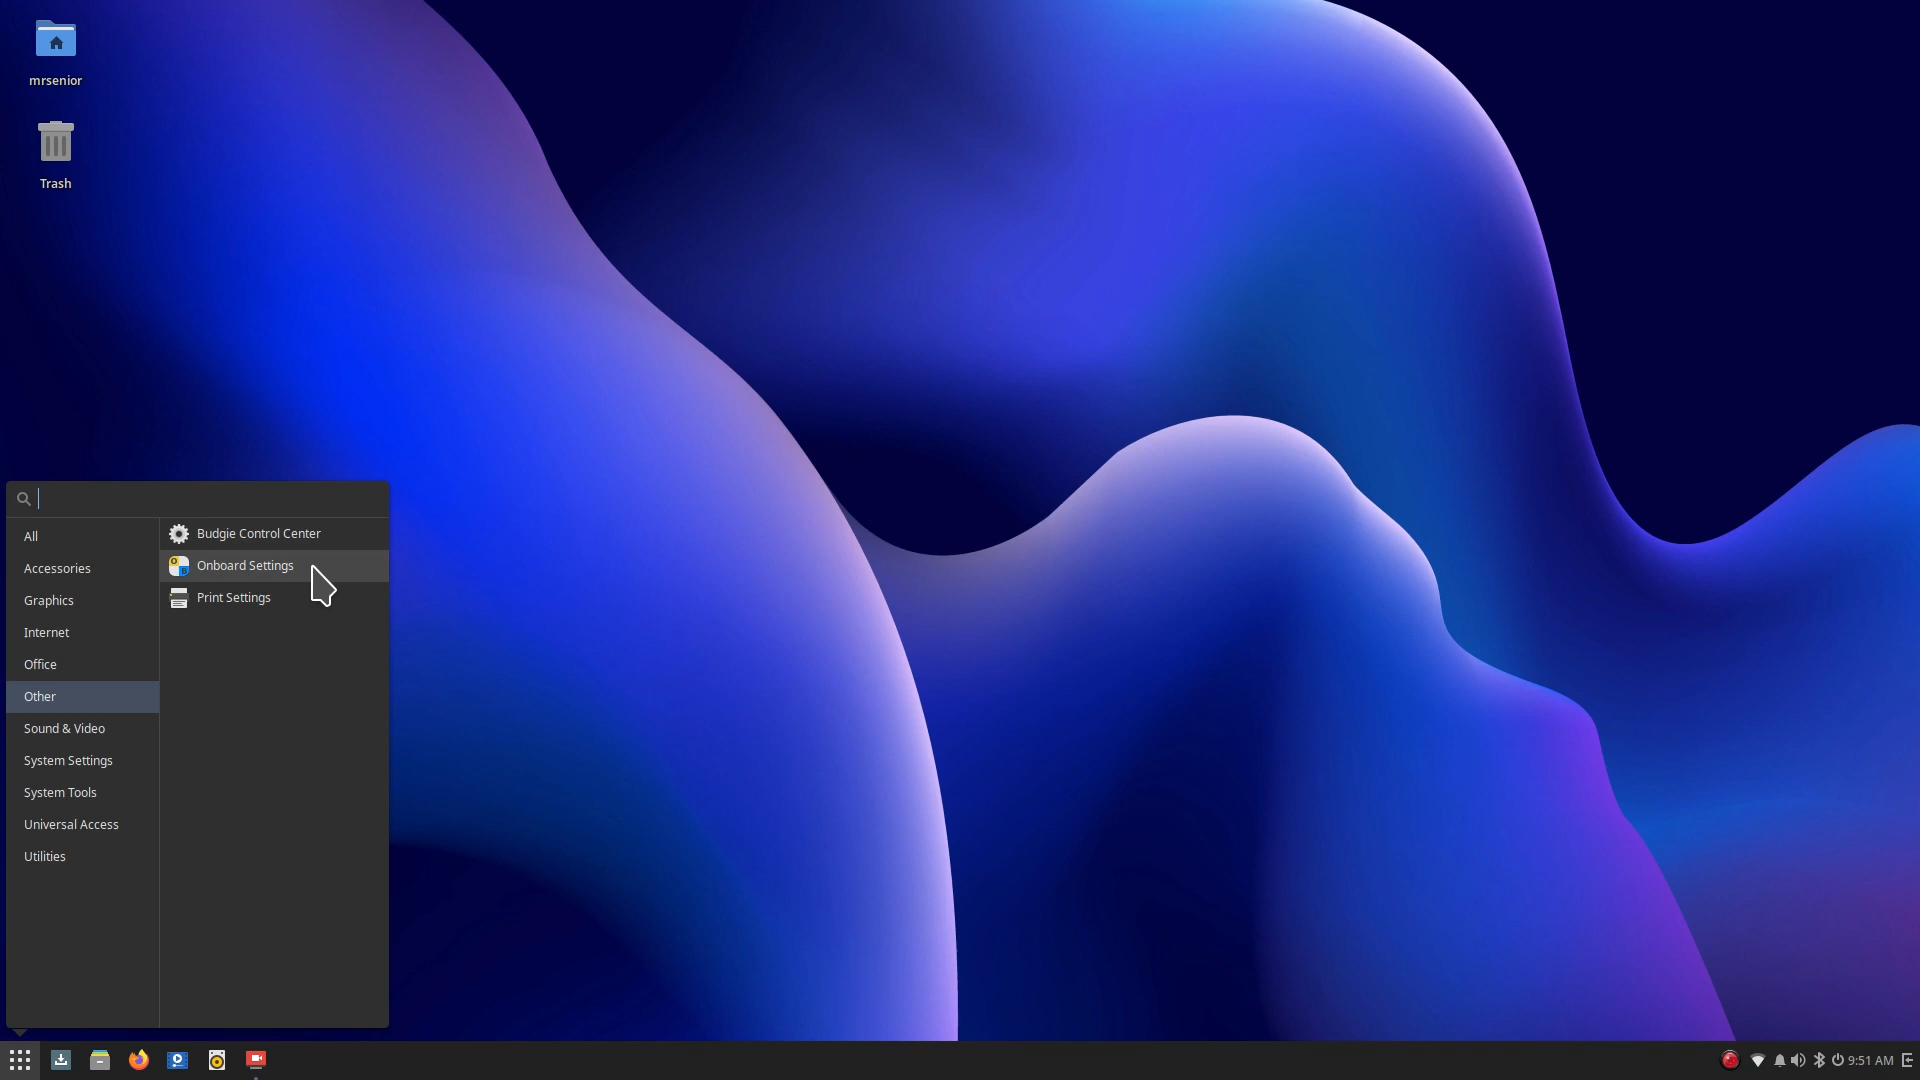 mrsenior
Trash
All
Accessories
Graphics
Internet
Office
Other
Sound & Video
System Settings
System Tools
Universal Access
Utilities
Budgie Control Center
Onboard Settings
Print Settings
9:51 AM